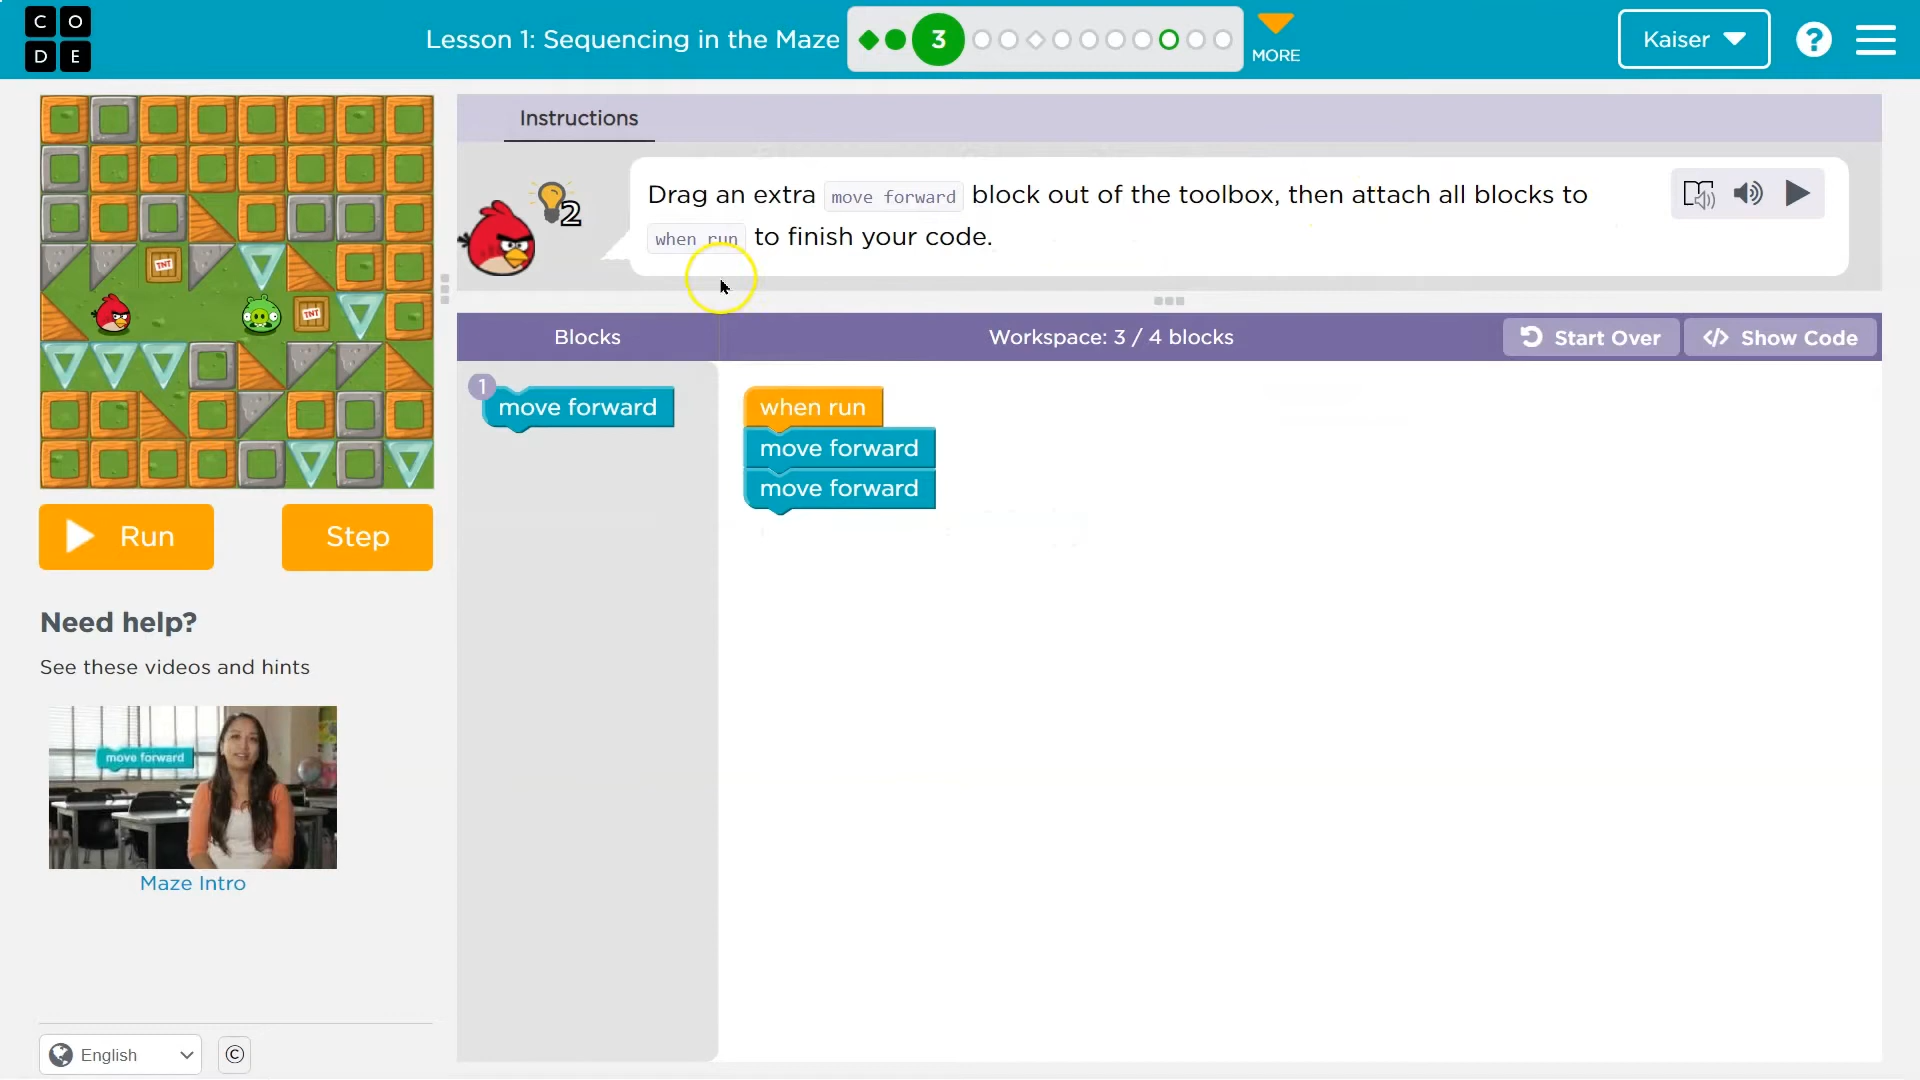 C O
D E
Lesson 1: Sequencing in the Maze
3
MORE
Kaiser
?
Instructions
2
Drag an extra move forward block out of the toolbox, then attach all blocks to
when run to finish your code.
Blocks
Workspace: 3 / 4 blocks
Start Over
</> Show Code
1
move forward
when run
move forward
move forward
TNT
TNT
Run
Step
Need help?
See these videos and hints
move forward
Maze Intro
English
©